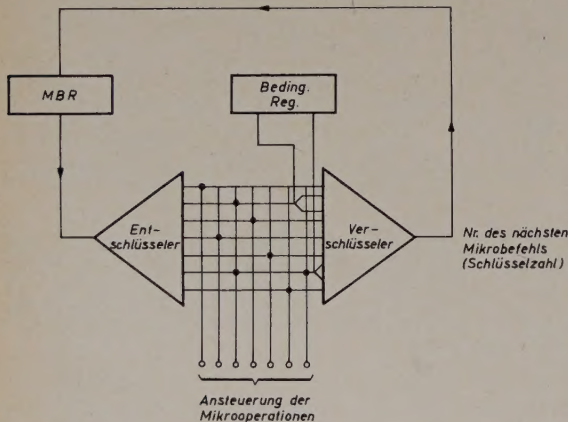 MBR
Beding.
Reg.
Ent-
schlüsseler
Ver-
schlüsseler
Nr. des nächsten
Mikrobefehls
(Schlüsselzahl)
Ansteuerung der
Mikrooperationen